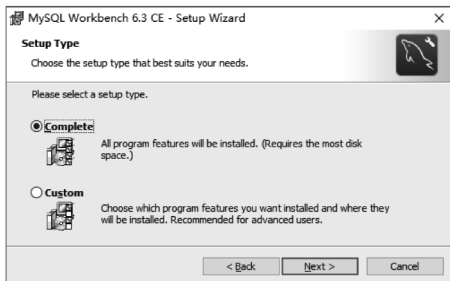 MySQL Workbench 6.3 CE - Setup Wizard
Setup Type
Choose the setup type that best suits your needs.
Please select a setup type.
Complete
All program features will be installed. (Requires the most disk
space.)
Custom
Choose which program features you want installed and where they
will be installed. Recommended for advanced users.
< Back Next > Cancel